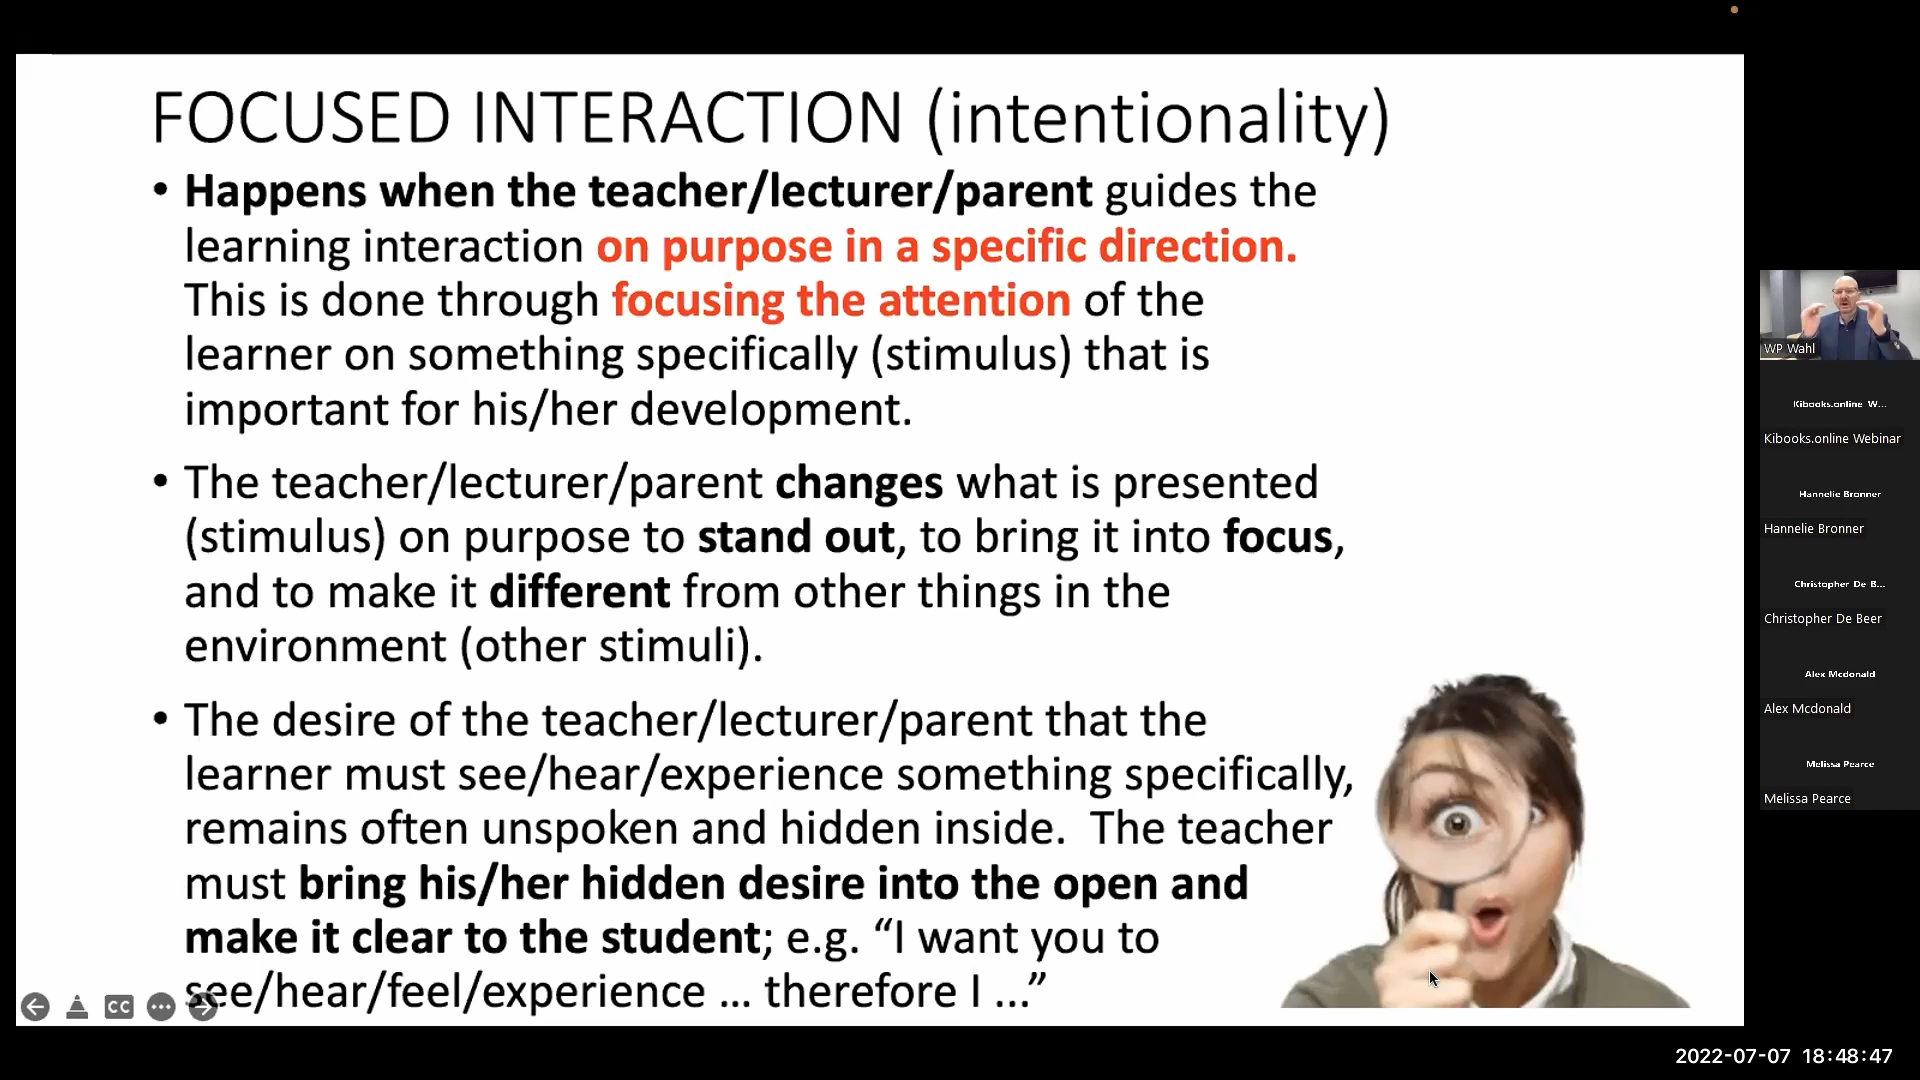 FOCUSED INTERACTION (intentionality)
• Happens when the teacher/lecturer/parent guides the
learning interaction on purpose in a specific direction.
This is done through focusing the attention of the
learner on something specifically (stimulus) that is
important for his/her development.
• The teacher/lecturer/parent changes what is presented
(stimulus) on purpose to stand out, to bring it into focus,
and to make it different from other things in the
environment (other stimuli).
• The desire of the teacher/lecturer/parent that the
learner must see/hear/experience something specifically,
remains often unspoken and hidden inside.  The teacher
must bring his/her hidden desire into the open and
make it clear to the student; e.g. “I want you to
see/hear/feel/experience ... therefore I ...”
CC
WP Wahl
Kibooks.online W...
Kibooks.online Webinar
Hannelie Bronner
Hannelie Bronner
Christopher De B...
Christopher De Beer
Alex Mcdonald
Alex Mcdonald
Melissa Pearce
Melissa Pearce
2022-07-07 18:48:47